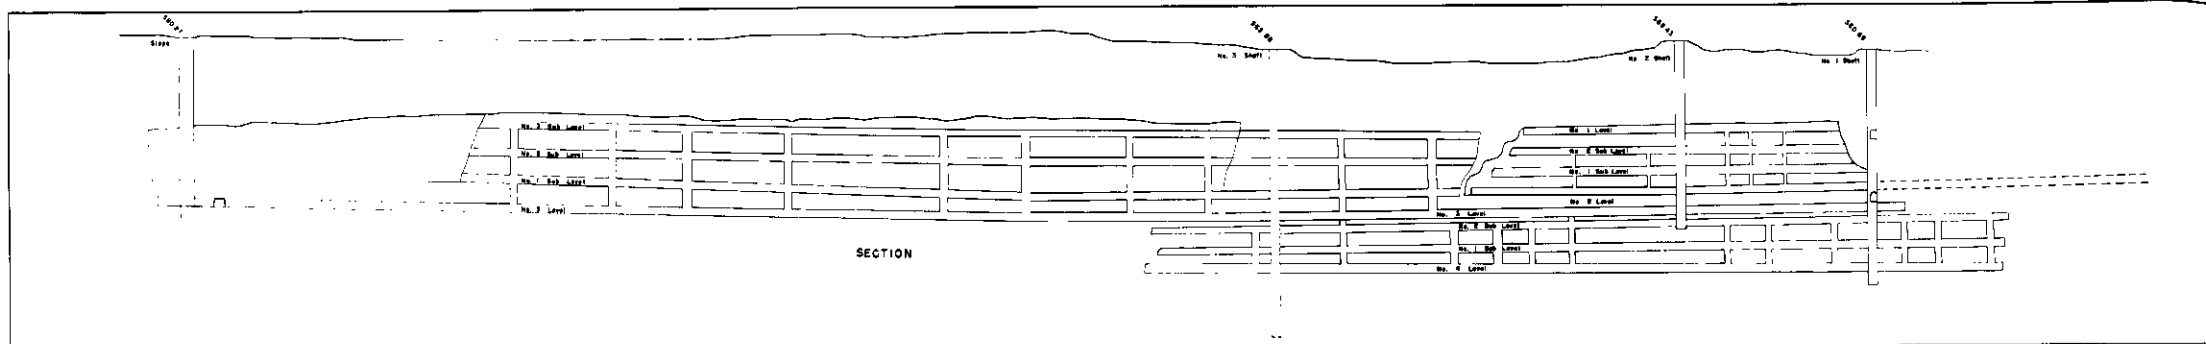 Slope
No. 3 Shaft
No. 2 Shaft
No 1 Shaft
No. 3 Sub Level
No. 2 Sub Level
No. 1 Sub Level
No. 3 Level
No 1 Level
No. 2 Sub Level
No. 1 Sub Level
No 2 Level
No. 3 Level
No. 2 Sub Level
No. 1 Sub Level
No. 4 Level
SECTION